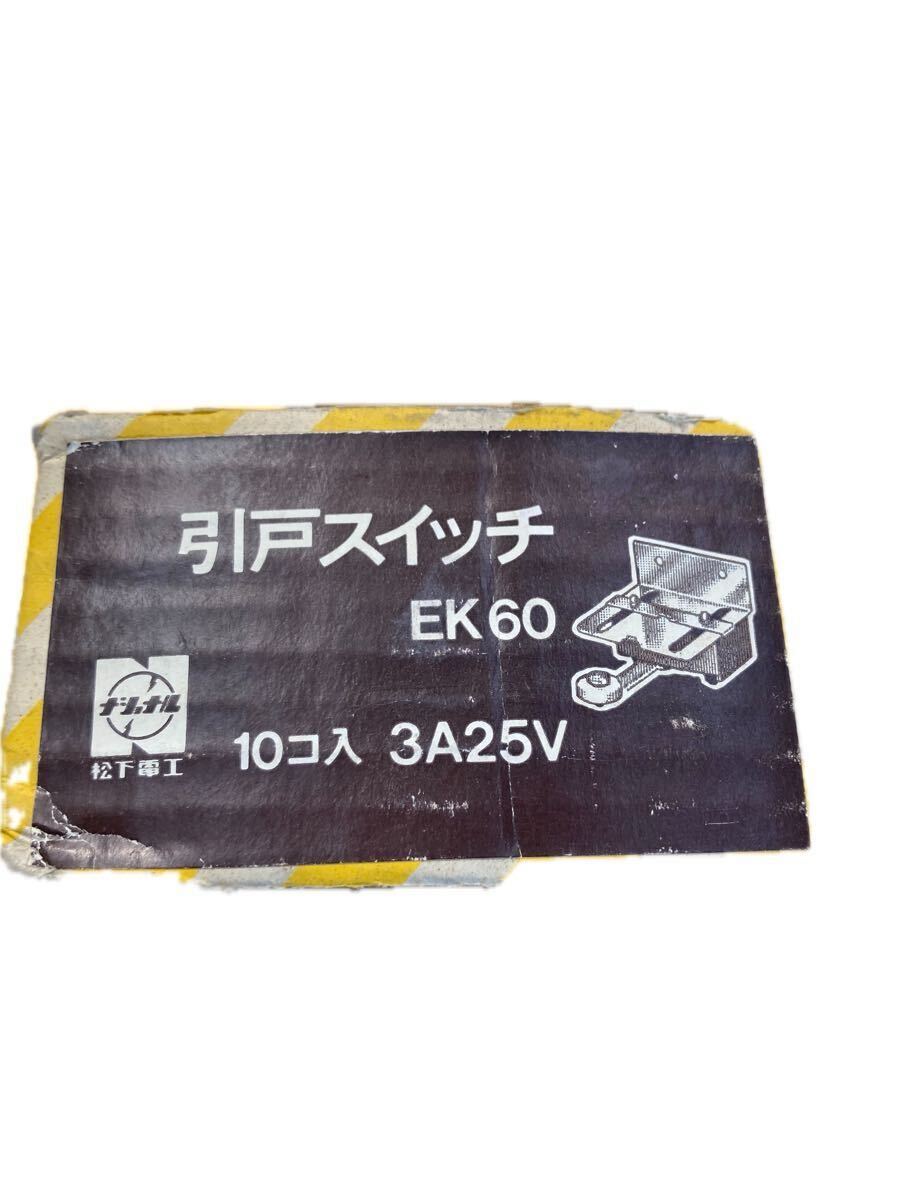 引戸スイッチ
EK60
ナショナル
松下電工
10コ入 3A25V